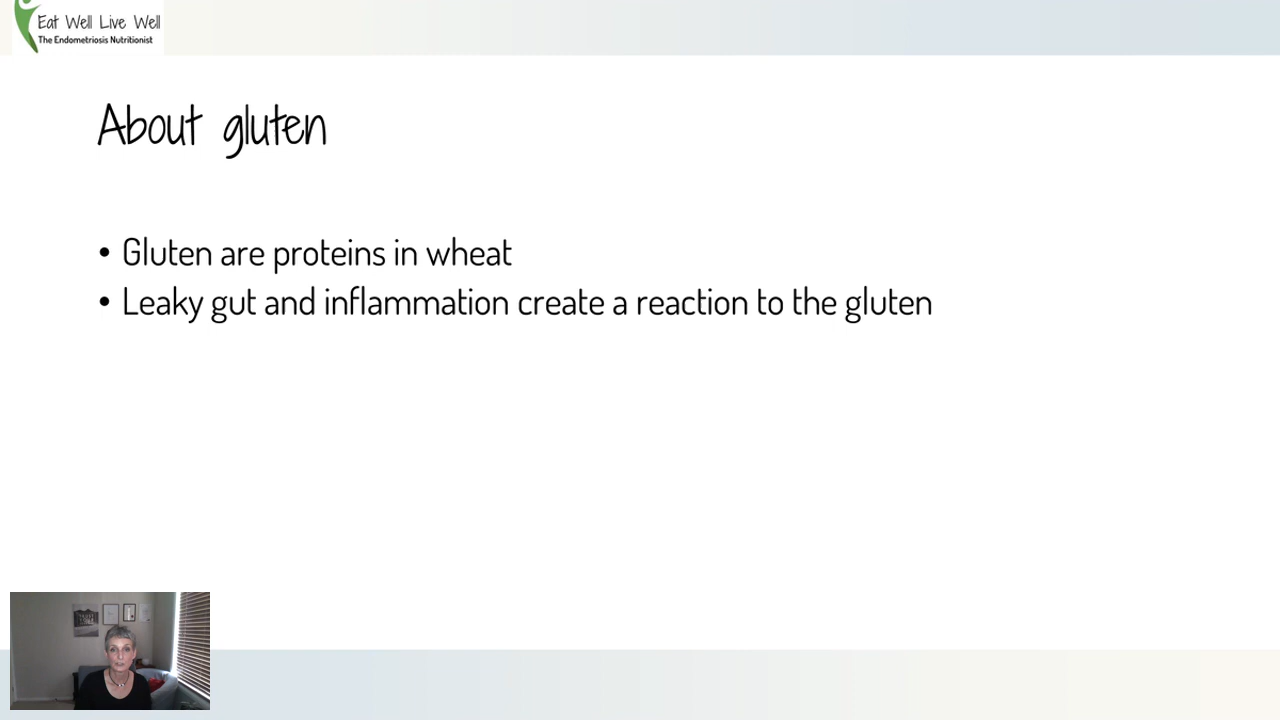 Eat Well Live Well
The Endometriosis Nutritionist
About gluten
• Gluten are proteins in wheat
• Leaky gut and inflammation create a reaction to the gluten